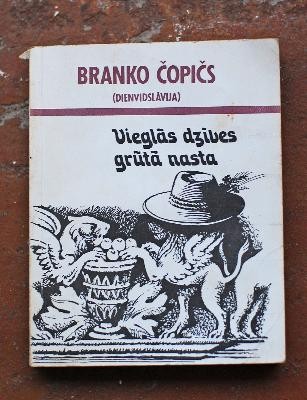 BRANKO ČOPIČS
(DIENVIDSLĀVIJA)
Vieglās dzīves
grūtā nasta